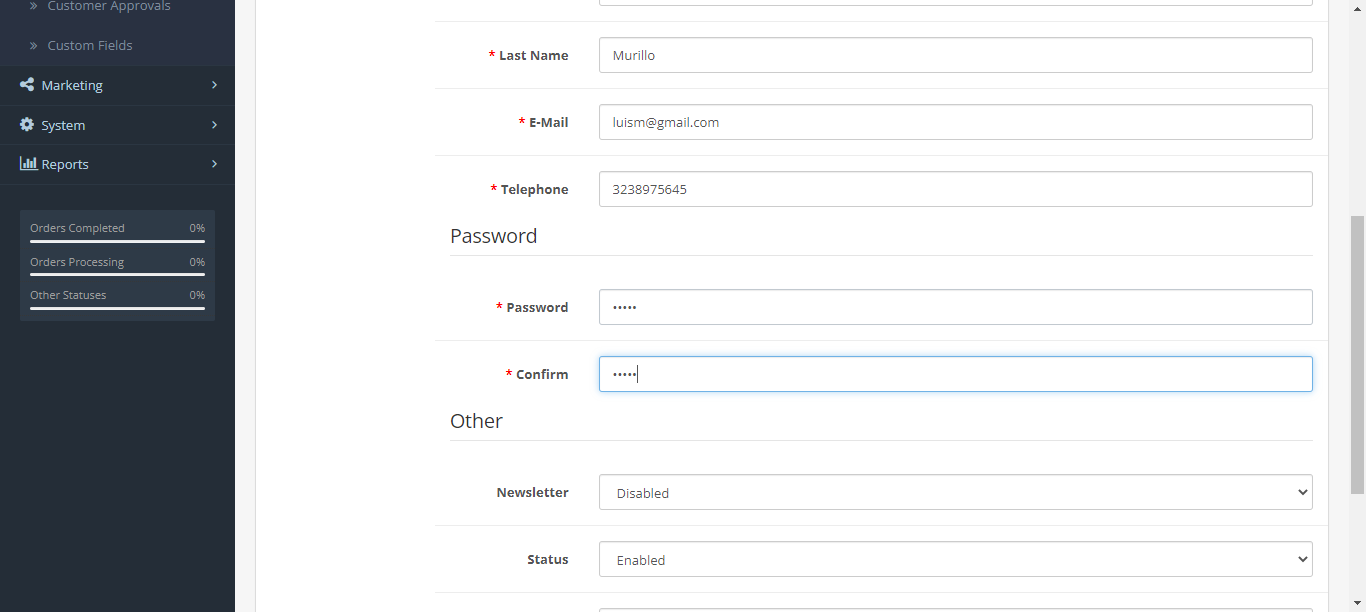 » Customer Approvals
» Custom Fields
Marketing
System
Reports
Orders Completed 0%
Orders Processing 0%
Other Statuses 0%
* Last Name Murillo
* E-Mail luism@gmail.com
* Telephone 3238975645
Password
* Password •••••
* Confirm •••••
Other
Newsletter Disabled
Status Enabled